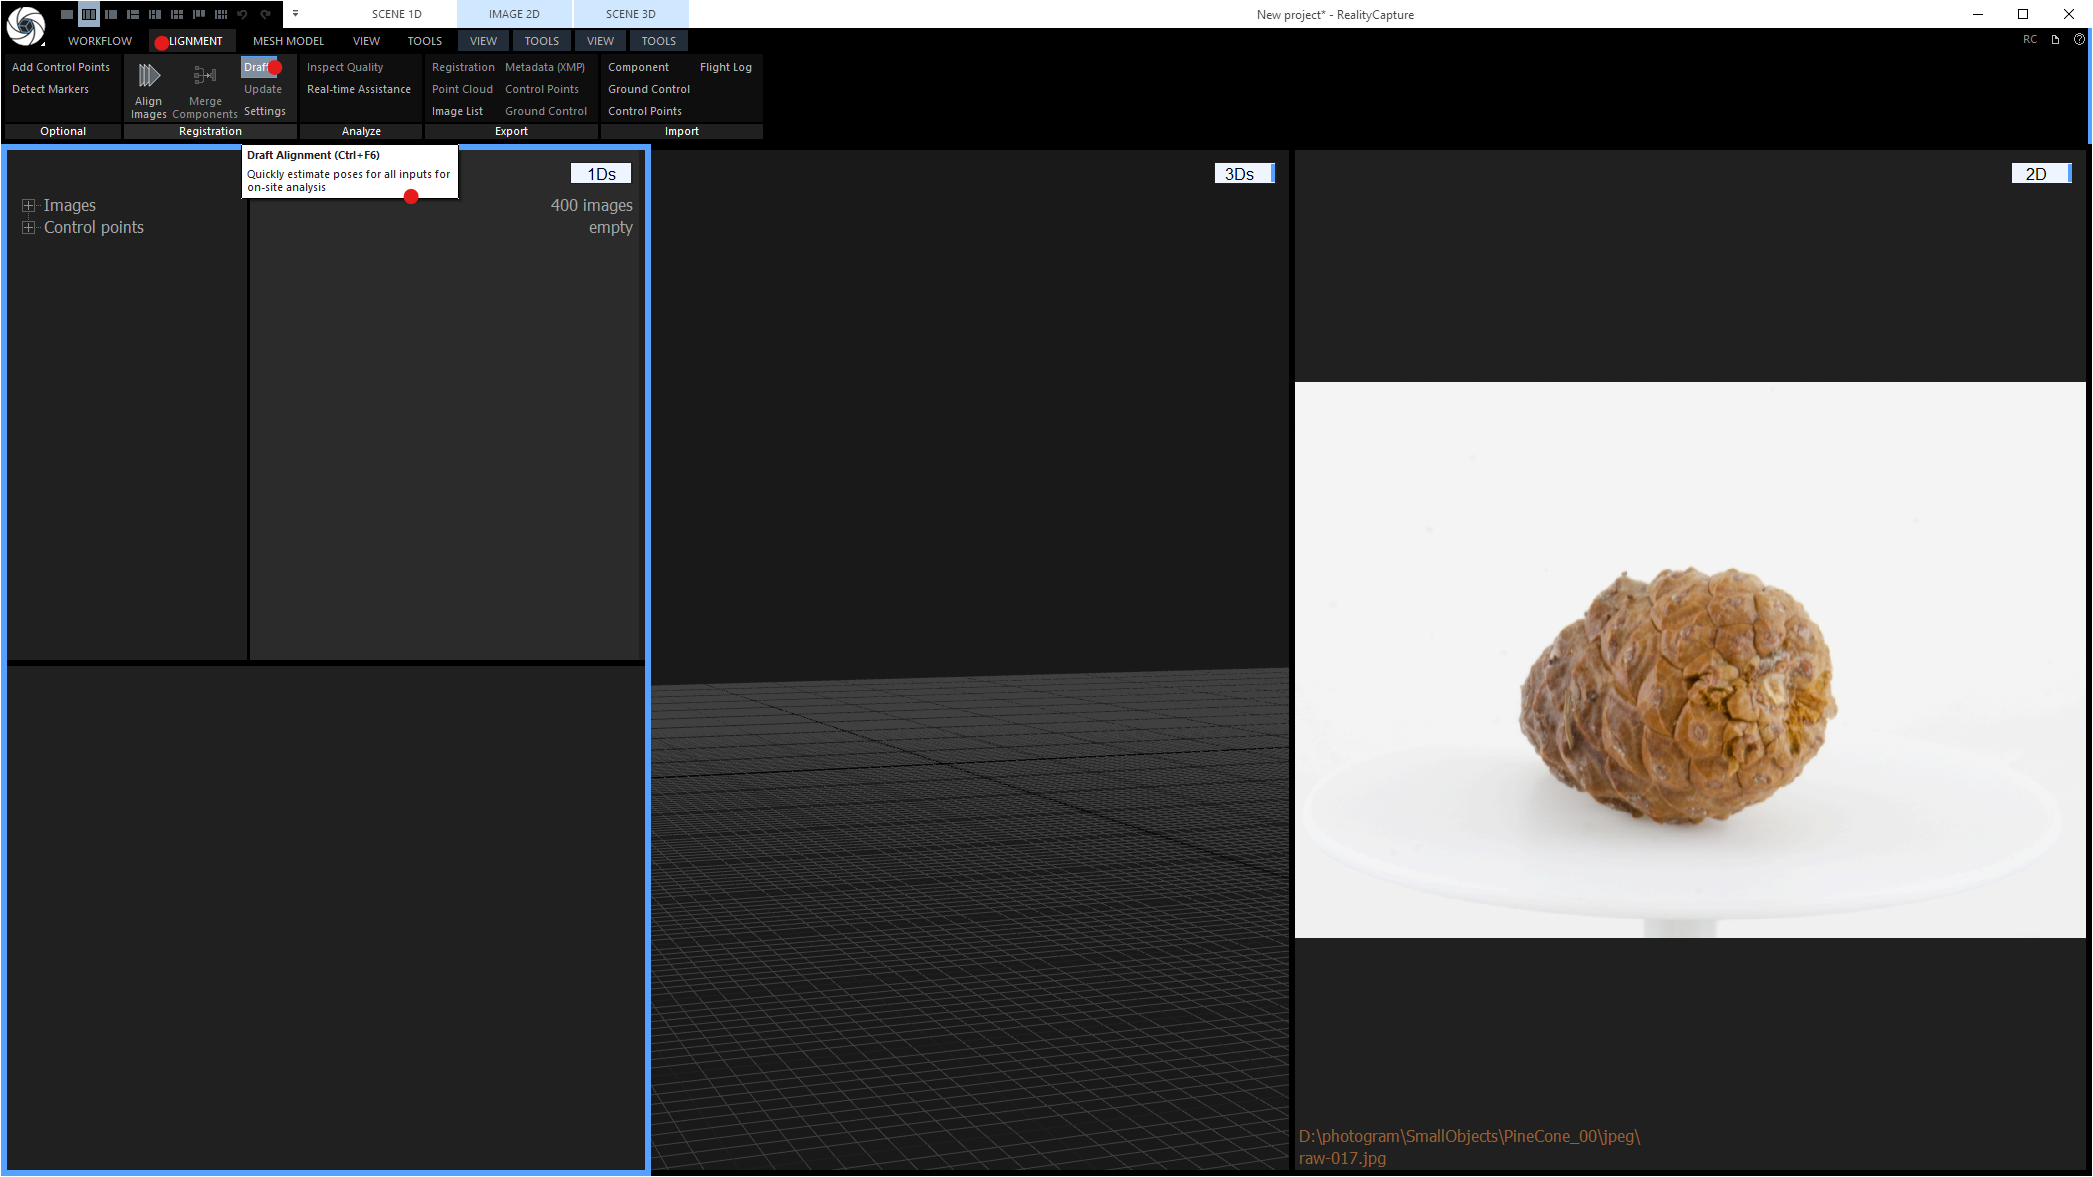 SCENE 1D IMAGE 2D SCENE 3D New project* - RealityCapture
WORKFLOW LIGNMENT MESH MODEL VIEW TOOLS VIEW TOOLS VIEW TOOLS RC
Add Control Points
Detect Markers
Optional
Align Images
Merge Components
Draf
Update
Settings
Registration
Inspect Quality
Real-time Assistance
Analyze
Registration Metadata (XMP)
Point Cloud Control Points
Image List Ground Control
Export
Component Flight Log
Ground Control
Control Points
Import
Draft Alignment (Ctrl+F6)
Quickly estimate poses for all inputs for
on-site analysis
1Ds
Images 400 images
Control points empty
3Ds
2D
D:\photogram\SmallObjects\PineCone_00\jpeg\
raw-017.jpg